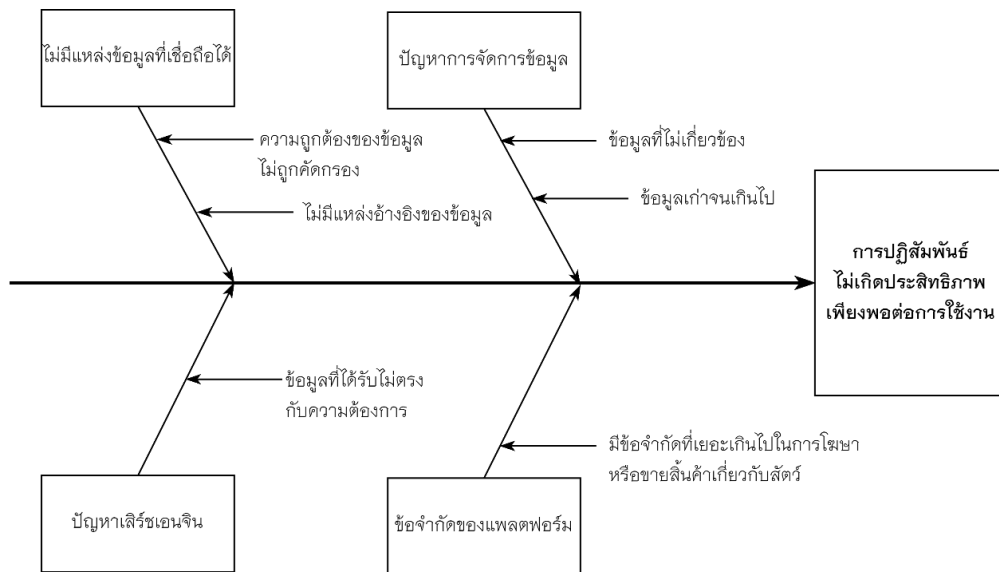 ไม่มีแหล่งข้อมูลที่เชื่อถือได้
ปัญหาการจัดการข้อมูล
ความถูกต้องของข้อมูล
ไม่ถูกคัดกรอง
ไม่มีแหล่งอ้างอิงของข้อมูล
ข้อมูลที่ไม่เกี่ยวข้อง
ข้อมูลเก่าจนเกินไป
การปฏิสัมพันธ์
ไม่เกิดประสิทธิภาพ
เพียงพอต่อการใช้งาน
ข้อมูลที่ได้รับไม่ตรง
กับความต้องการ
มีข้อจำกัดที่เยอะเกินไปในการโฆษา
หรือขายสิ้นค้าเกี่ยวกับสัตว์
ปัญหาเสิร์ชเอนจิน
ข้อจำกัดของแพลตฟอร์ม